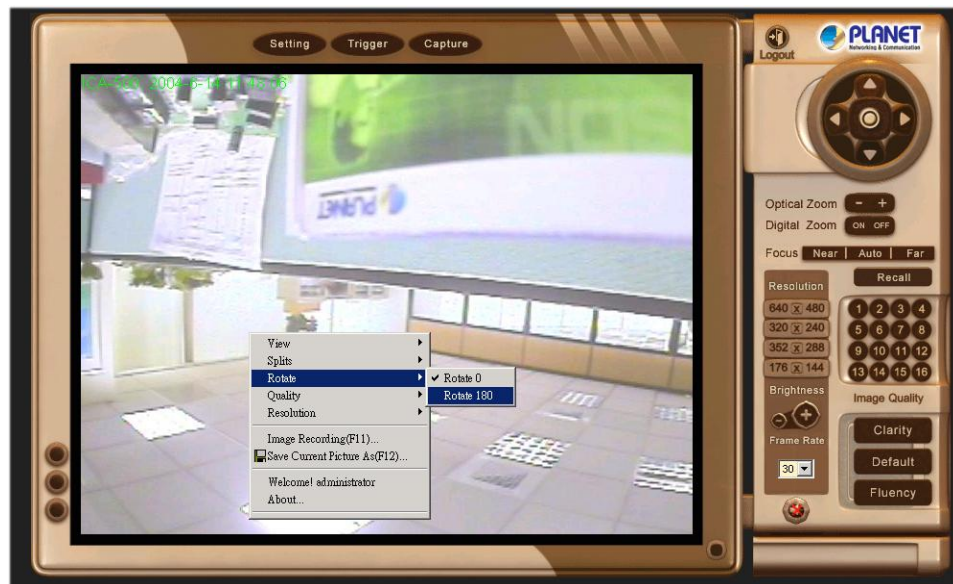 Setting Trigger Capture
Logout
PLANET
Networking & Communication
2004-6-14
PLANET
View
Splits
Rotate
✔ Rotate 0
Rotate 180
Quality
Resolution
Image Recording(F11)...
Save Current Picture As(F12)...
Welcome! administrator
About...
Optical Zoom - +
Digital Zoom ON OFF
Focus Near | Auto | Far
Resolution
640 X 480
320 X 240
352 X 288
176 X 144
Brightness
Frame Rate
30
Recall
1 2 3 4
5 6 7 8
9 10 11 12
13 14 15 16
Image Quality
Clarity
Default
Fluency